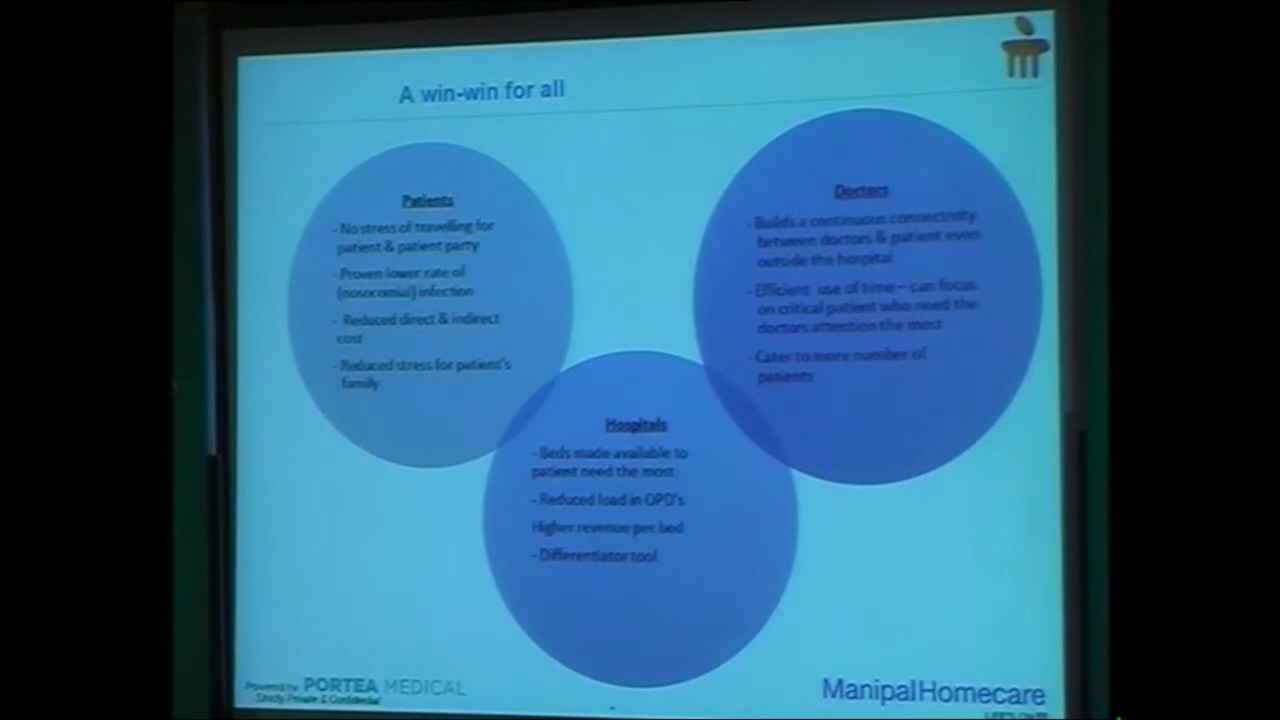 A win-win for all
Patients
- No stress of travelling for
patient & patient party
- Proven lower rate of
(nosocomial) infection
- Reduced direct & indirect
cost
- Reduced stress for patient's
family
Doctors
- Builds a continuous connectivity
between doctors & patient even
outside the hospital
- Efficient use of time – can focus
on critical patient who need the
doctors attention the most
- Cater to more number of
patients
Hospitals
- Beds made available to
patient need the most
- Reduced load in OPD's
Higher revenue per bed
- Differentiator tool
Powered by PORTEA MEDICAL
Strictly Private & Confidential
ManipalHomecare